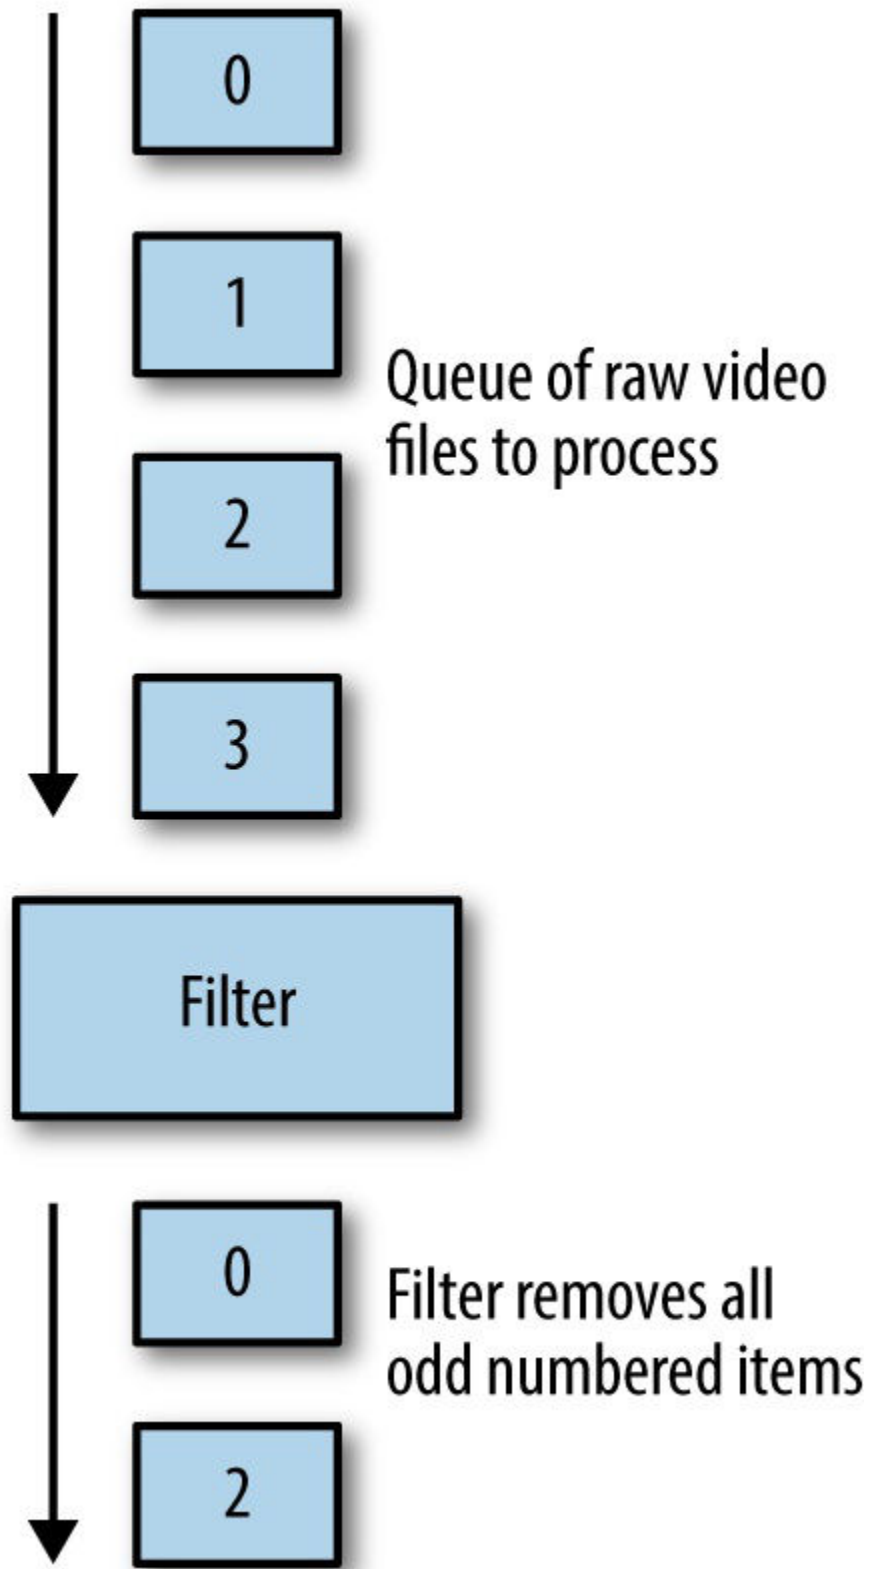 0
1
Queue of raw video
files to process
2
3
Filter
0
Filter removes all
odd numbered items
2